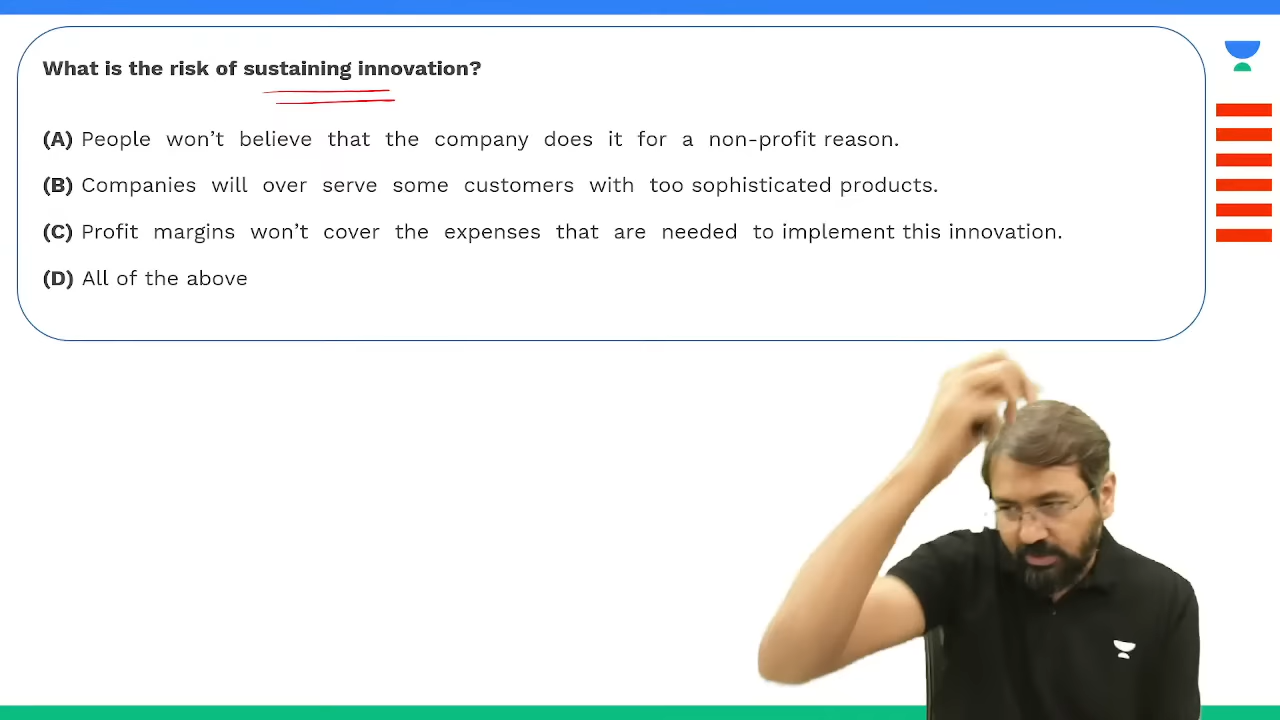 What is the risk of sustaining innovation?
(A) People won't believe that the company does it for a non-profit reason.
(B) Companies will over serve some customers with too sophisticated products.
(C) Profit margins won't cover the expenses that are needed to implement this innovation.
(D) All of the above